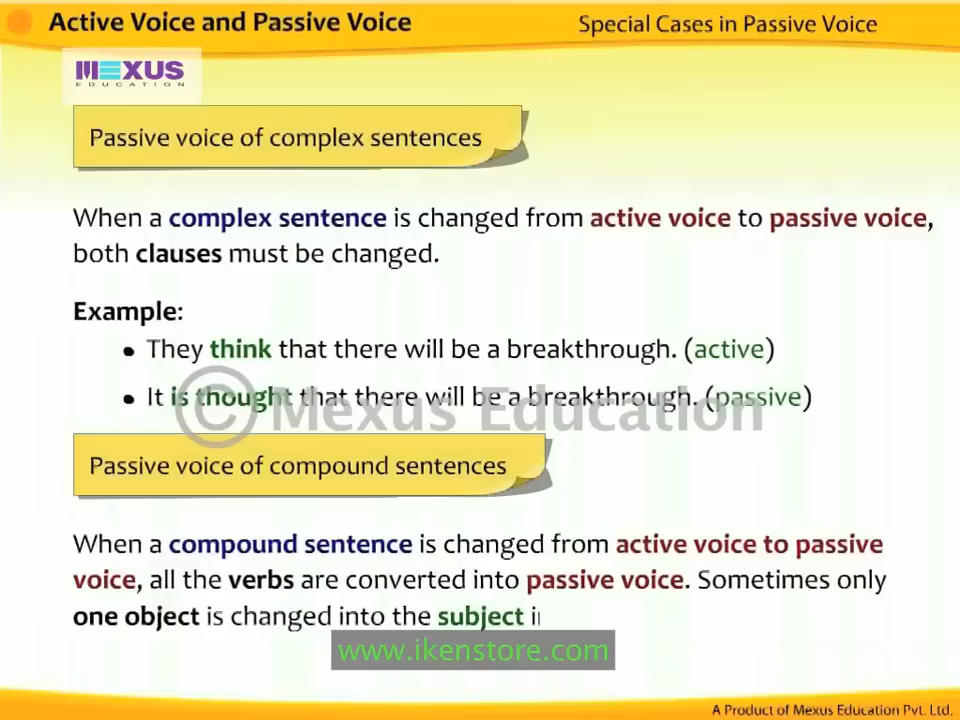 Active Voice and Passive Voice
Special Cases in Passive Voice
MEXUS
EDUCATION
Passive voice of complex sentences
When a complex sentence is changed from active voice to passive voice,
both clauses must be changed.
Example:
• They think that there will be a breakthrough. (active)
• It is thought that there will be a breakthrough. (passive)
© Mexus Education
Passive voice of compound sentences
When a compound sentence is changed from active voice to passive
voice, all the verbs are converted into passive voice. Sometimes only
one object is changed into the subject
www.ikenstore.com
A Product of Mexus Education Pvt. Ltd.